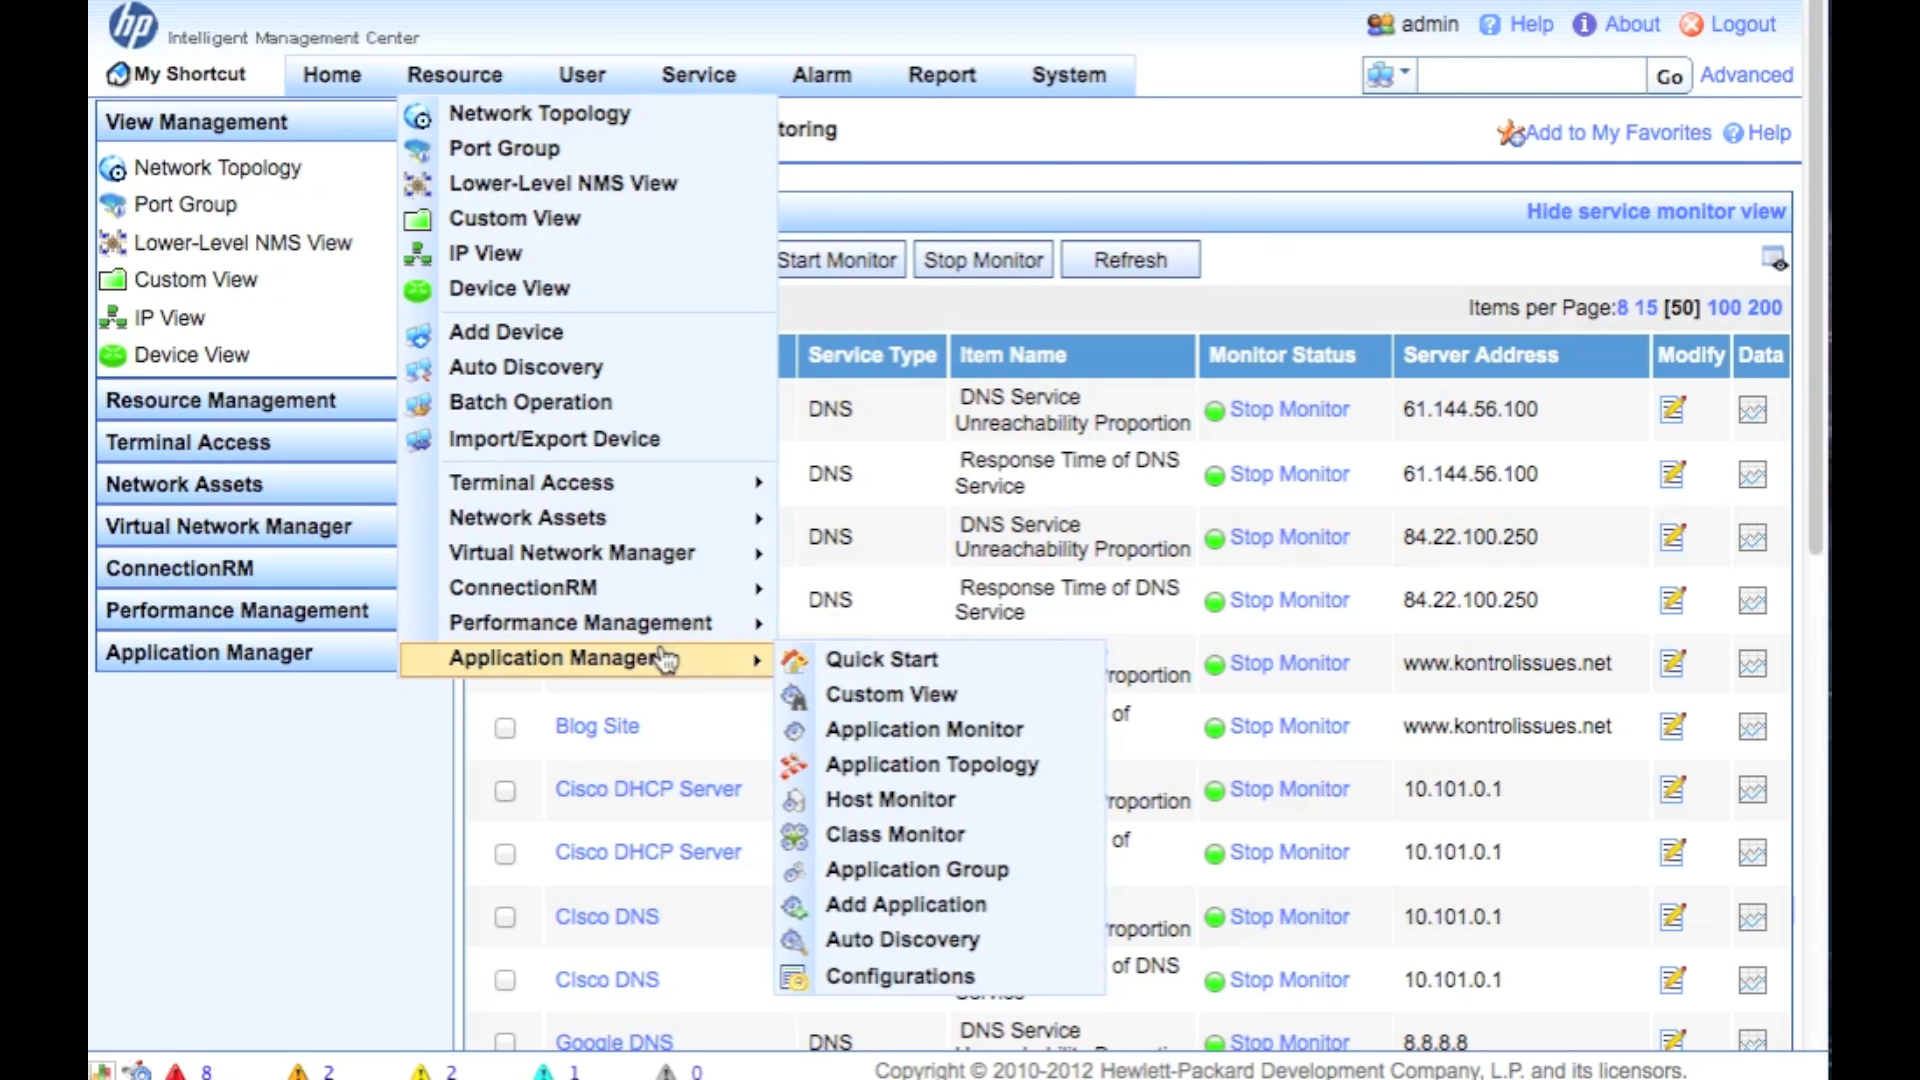 hp Intelligent Management Center
admin Help About Logout
My Shortcut Home Resource User Service Alarm Report System
Go Advanced
View Management
Network Topology
Port Group
Lower-Level NMS View
Custom View
IP View
Device View
Resource Management
Terminal Access
Network Assets
Virtual Network Manager
ConnectionRM
Performance Management
Application Manager
Network Topology
Port Group
Lower-Level NMS View
Custom View
IP View
Device View
Add Device
Auto Discovery
Batch Operation
Import/Export Device
Terminal Access
Network Assets
Virtual Network Manager
ConnectionRM
Performance Management
Application Manager
Quick Start
Custom View
Application Monitor
Application Topology
Host Monitor
Class Monitor
Application Group
Add Application
Auto Discovery
Configurations
toring
Add to My Favorites Help
Hide service monitor view
Start Monitor Stop Monitor Refresh
Items per Page:8 15 [50] 100 200
Service Type Item Name Monitor Status Server Address Modify Data
DNS DNS Service Unreachability Proportion Stop Monitor 61.144.56.100
DNS Response Time of DNS Service Stop Monitor 61.144.56.100
DNS DNS Service Unreachability Proportion Stop Monitor 84.22.100.250
DNS Response Time of DNS Service Stop Monitor 84.22.100.250
roportion Stop Monitor www.kontrolissues.net
Blog Site of Stop Monitor www.kontrolissues.net
Cisco DHCP Server roportion Stop Monitor 10.101.0.1
Cisco DHCP Server of Stop Monitor 10.101.0.1
CIsco DNS roportion Stop Monitor 10.101.0.1
CIsco DNS of DNS Stop Monitor 10.101.0.1
Google DNS DNS DNS Service Stop Monitor 8.8.8.8
8 2 2 1 0
Copyright © 2010-2012 Hewlett-Packard Development Company, L.P. and its licensors.